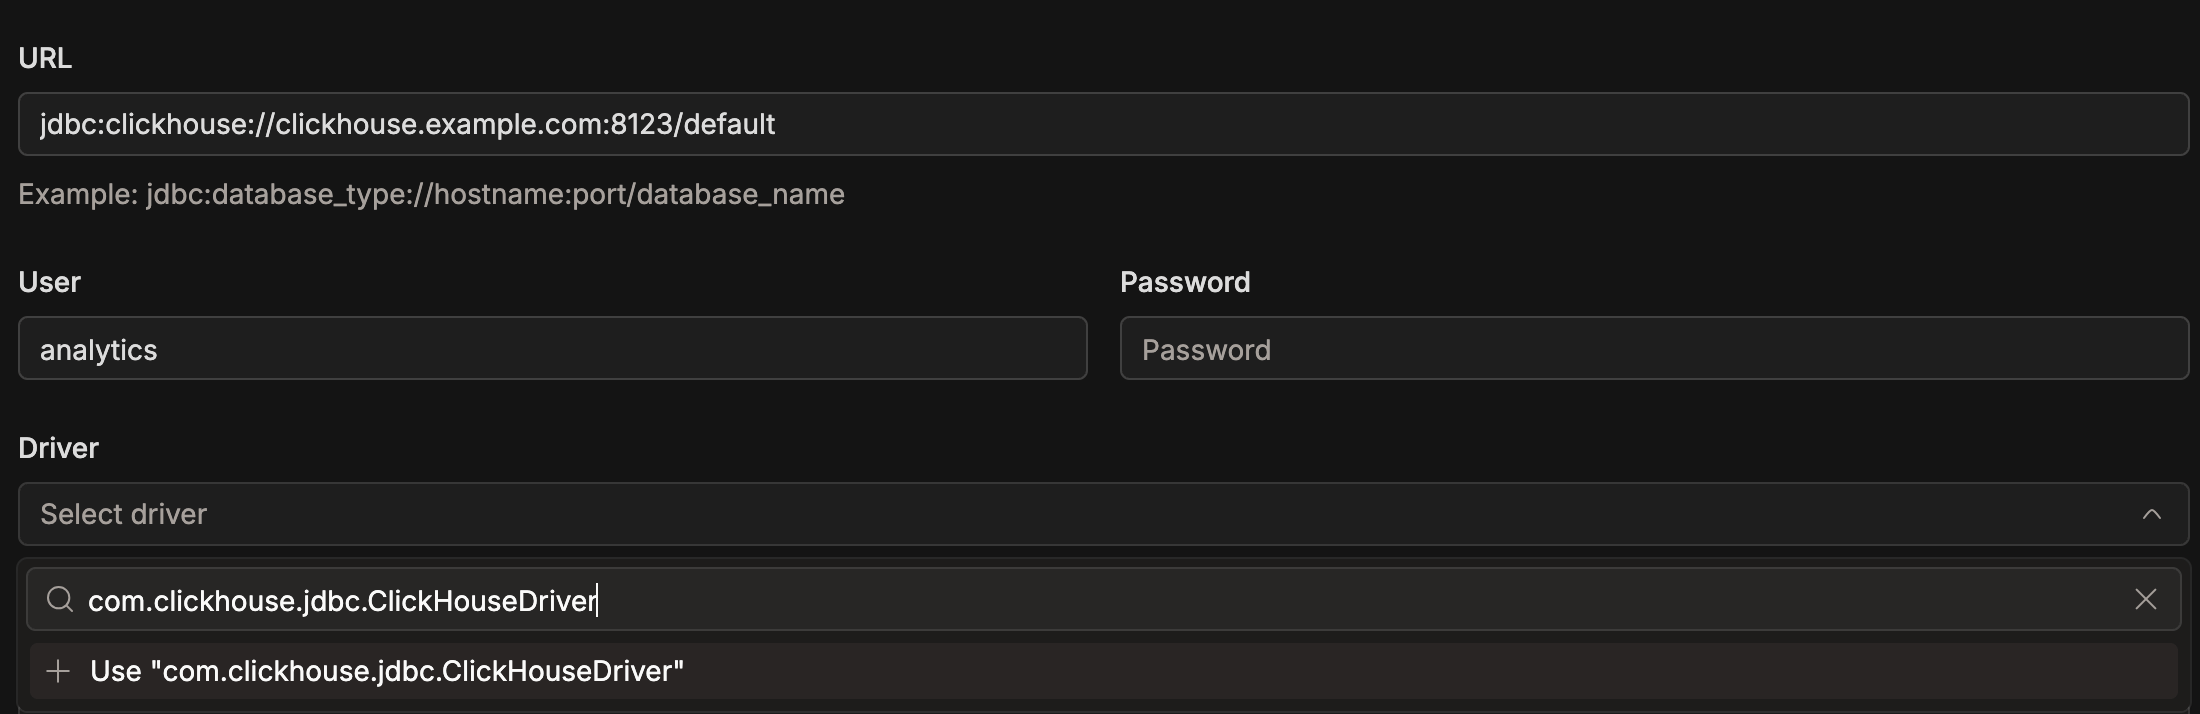 URL
jdbc:clickhouse://clickhouse.example.com:8123/default
Example: jdbc:database_type://hostname:port/database_name
User
Password
analytics
Password
Driver
Select driver
com.clickhouse.jdbc.ClickHouseDriver
Use "com.clickhouse.jdbc.ClickHouseDriver"